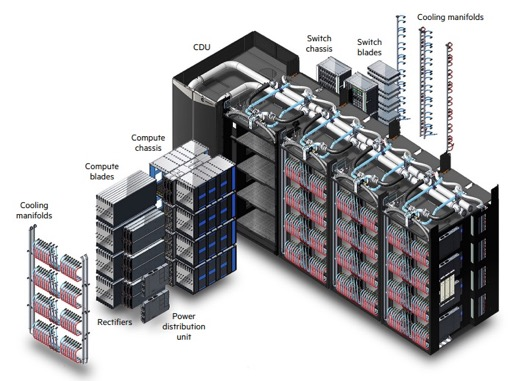 Cooling manifolds
Switch
chassis
Switch
blades
CDU
Compute
chassis
Compute
blades
Cooling
manifolds
Rectifiers
Power
distribution
unit